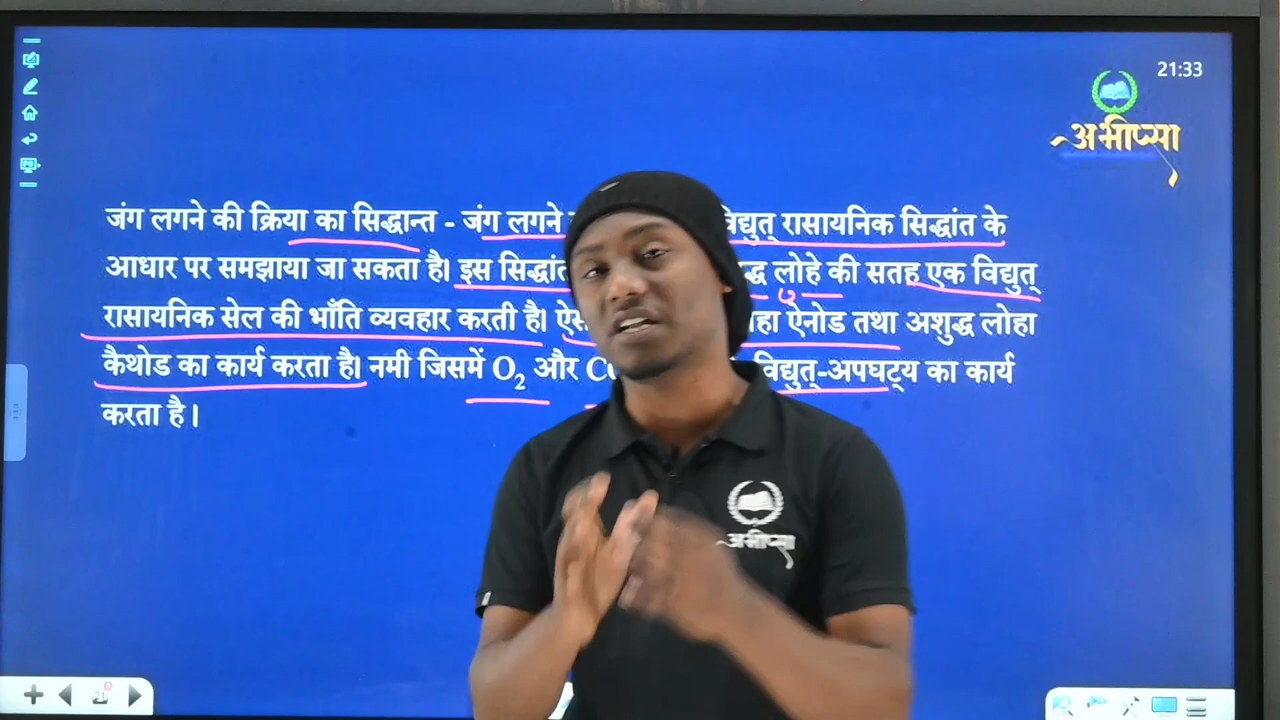 21:33
अभीप्सा
जंग लगने की क्रिया का सिद्धान्त - जंग लगने विद्युत् रासायनिक सिद्धांत के
आधार पर समझाया जा सकता है। इस सिद्धांत लोहे की सतह एक विद्युत्
रासायनिक सेल की भाँति व्यवहार करती है। ऐनोड तथा अशुद्ध लोहा
कैथोड का कार्य करता है। नमी जिसमें O₂ और विद्युत्-अपघट्य का कार्य
करता है।
अभीप्सा